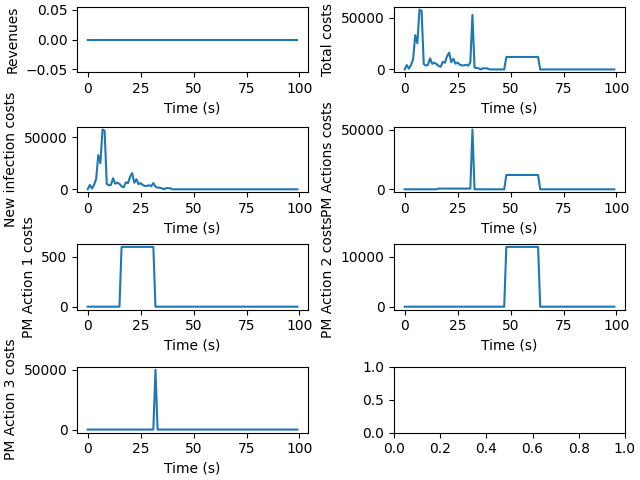 Revenues
0.05
0.00
−0.05
0 25 50 75 100
Time (s)
Total costs
50000
0
0 25 50 75 100
Time (s)
New infection costs
50000
0
0 25 50 75 100
Time (s)
PM Actions costs
50000
0
0 25 50 75 100
Time (s)
PM Action 1 costs
500
0
0 25 50 75 100
Time (s)
PM Action 2 costs
10000
0
0 25 50 75 100
Time (s)
PM Action 3 costs
50000
0
0 25 50 75 100
Time (s)
1.0
0.5
0.0
0.0 0.2 0.4 0.6 0.8 1.0